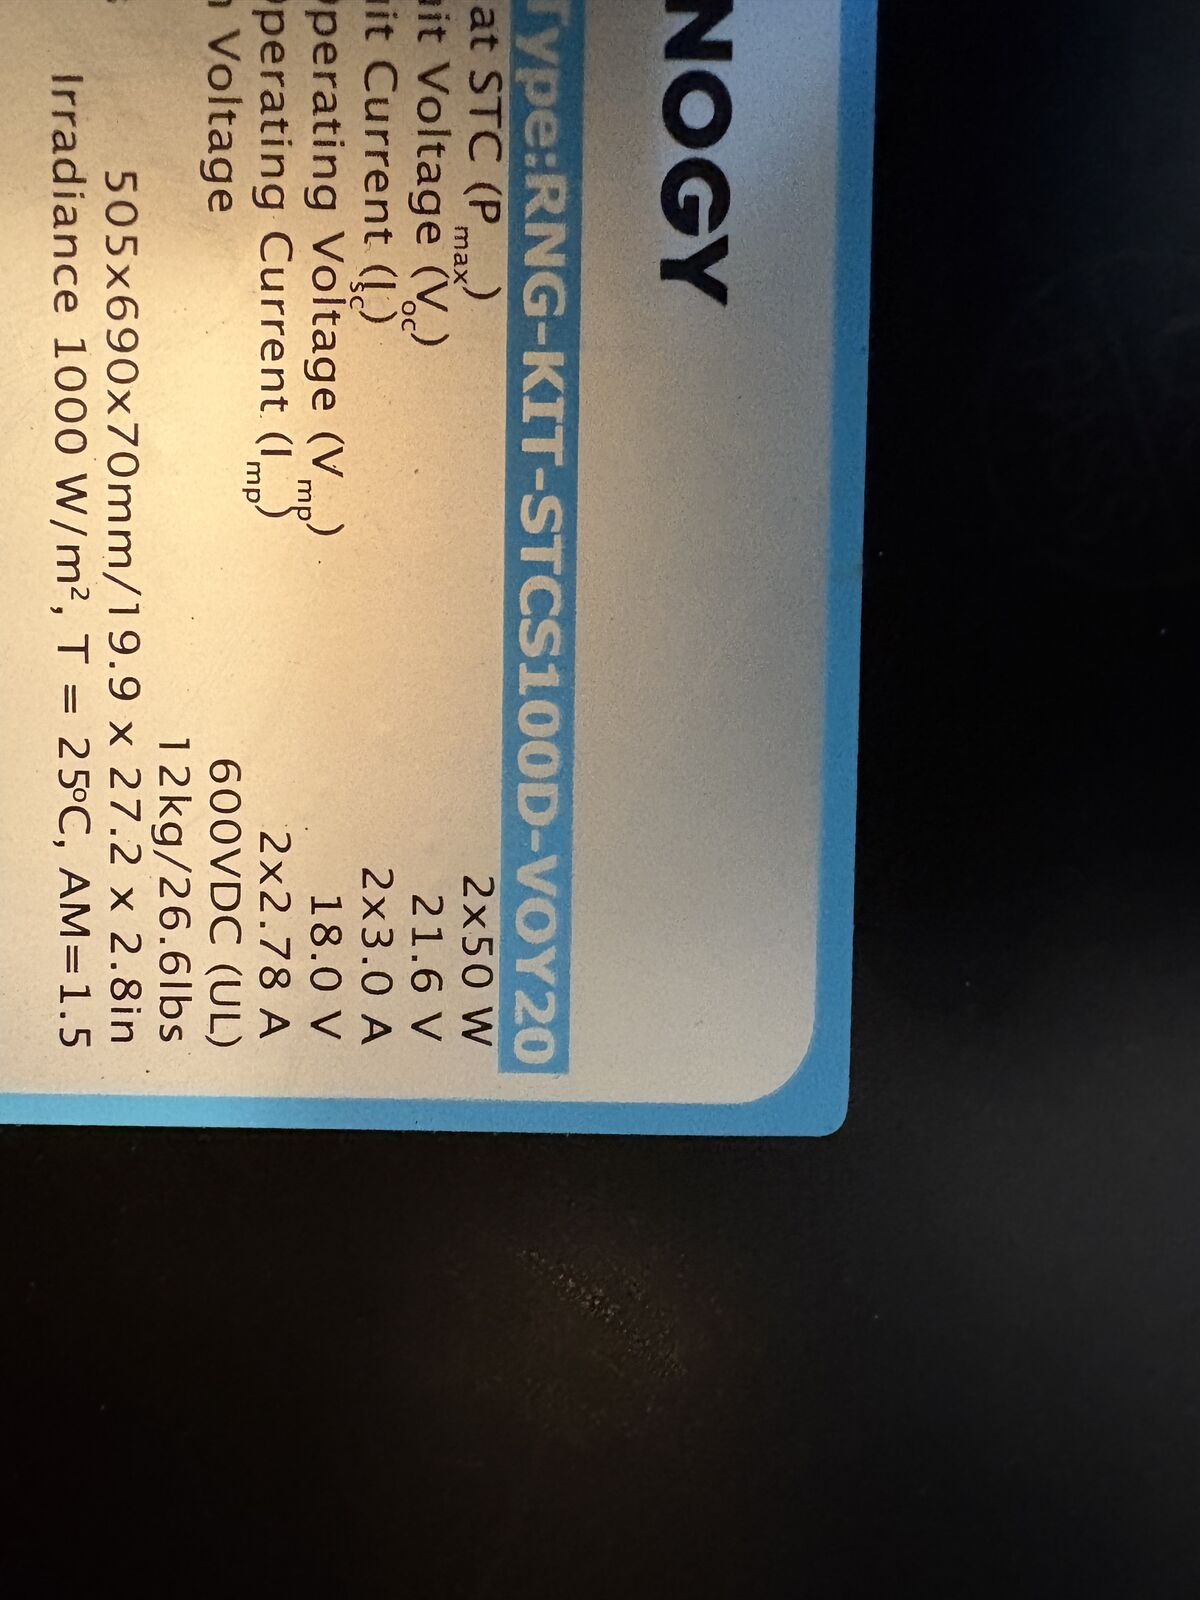 NOGY
Type:RNG-KIT-STCS100D-VOY20
at STC (Pmax) 2x50 W
it Voltage (Voc) 21.6 V
it Current (Isc) 2x3.0 A
perating Voltage (Vmp) 18.0 V
perating Current (Imp) 2x2.78 A
Voltage 600VDC (UL)
12kg/26.6lbs
505x690x70mm/19.9 x 27.2 x 2.8in
Irradiance 1000 W/m², T = 25ºC, AM=1.5